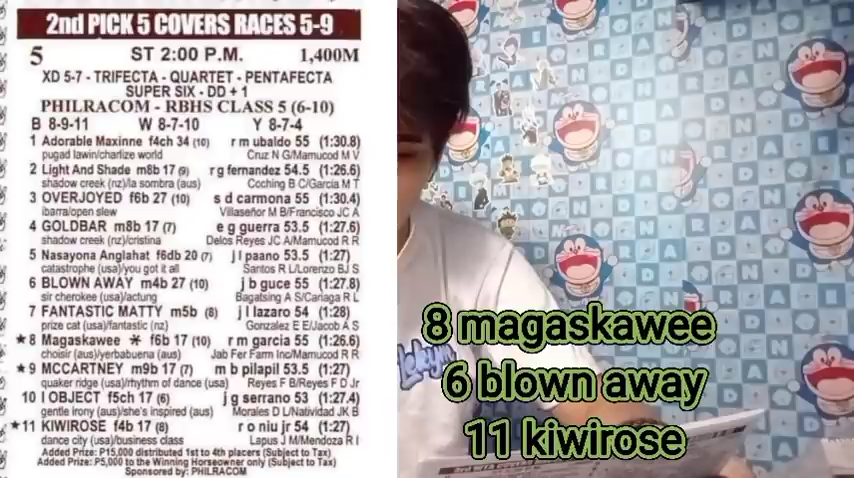 2nd PICK 5 COVERS RACES 5-9
5 ST 2:00 P.M. 1,400M
XD 5-7 - TRIFECTA - QUARTET - PENTAFECTA
SUPER SIX - DD + 1
PHILRACOM - RBHS CLASS 5 (6-10)
B 8-9-11 W 8-7-10 Y 8-7-4
1 Adorable Maxinne f4ch 34 (10) r m ubaldo 55 (1:30.8)
pugad lawin/charlize world Cruz N G/Mamucod M V
2 Light And Shade m8b 17 (9) r g fernandez 54.5 (1:26.6)
shadow creek (nz)/la sombra (aus) Coching B C/Garcia M T
3 OVERJOYED f6b 27 (10) s d carmona 55 (1:30.4)
ibarra/open slew Villaseñor M B/Francisco JC A
4 GOLDBAR m8b 17 (7) e g guerra 53.5 (1:27.6)
shadow creek (nz)/cristina Delos Reyes JC A/Mamucod R R
5 Nasayona Anglahat f6db 20 (7) j l paano 53.5 (1:27)
catastrophe (usa)/you got it all Santos R L/Lorenzo BJ S
6 BLOWN AWAY m4b 27 (10) j b guce 55 (1:27.8)
sir cherokee (usa)/actung Bagatsing A S/Cariaga R L
7 FANTASTIC MATTY m5b (8) j l lazaro 54 (1:28)
prize cat (usa)/fantastic (nz) Gonzalez E E/Jacob A S
★8 Magaskawee * f6b 17 (10) r m garcia 55 (1:26.6)
choisir (aus)/yerbabuena (aus) Jab Fer Farm Inc/Mamucod R R
★9 MCCARTNEY m9b 17 (7) m b pilapil 53.5 (1:27)
quaker ridge (usa)/rhythm of dance (usa) Reyes F B/Reyes F D Jr
10 I OBJECT f5ch 17 (6) j g serrano 53 (1:27.4)
gentle irony (aus)/she's inspired (aus) Morales D L/Natividad JK B
★11 KIWIROSE f4b 17 (8) r o niu jr 54 (1:27)
dance city (usa)/business class Lapus J M/Mendoza R I
Added Prize: P15,000 distributed 1st to 4th placers (Subject to Tax)
Added Prize: P5,000 to the Winning Horseowner only (Subject to Tax)
Sponsored by: PHILRACOM
8 magaskawee
6 blown away
11 kiwirose